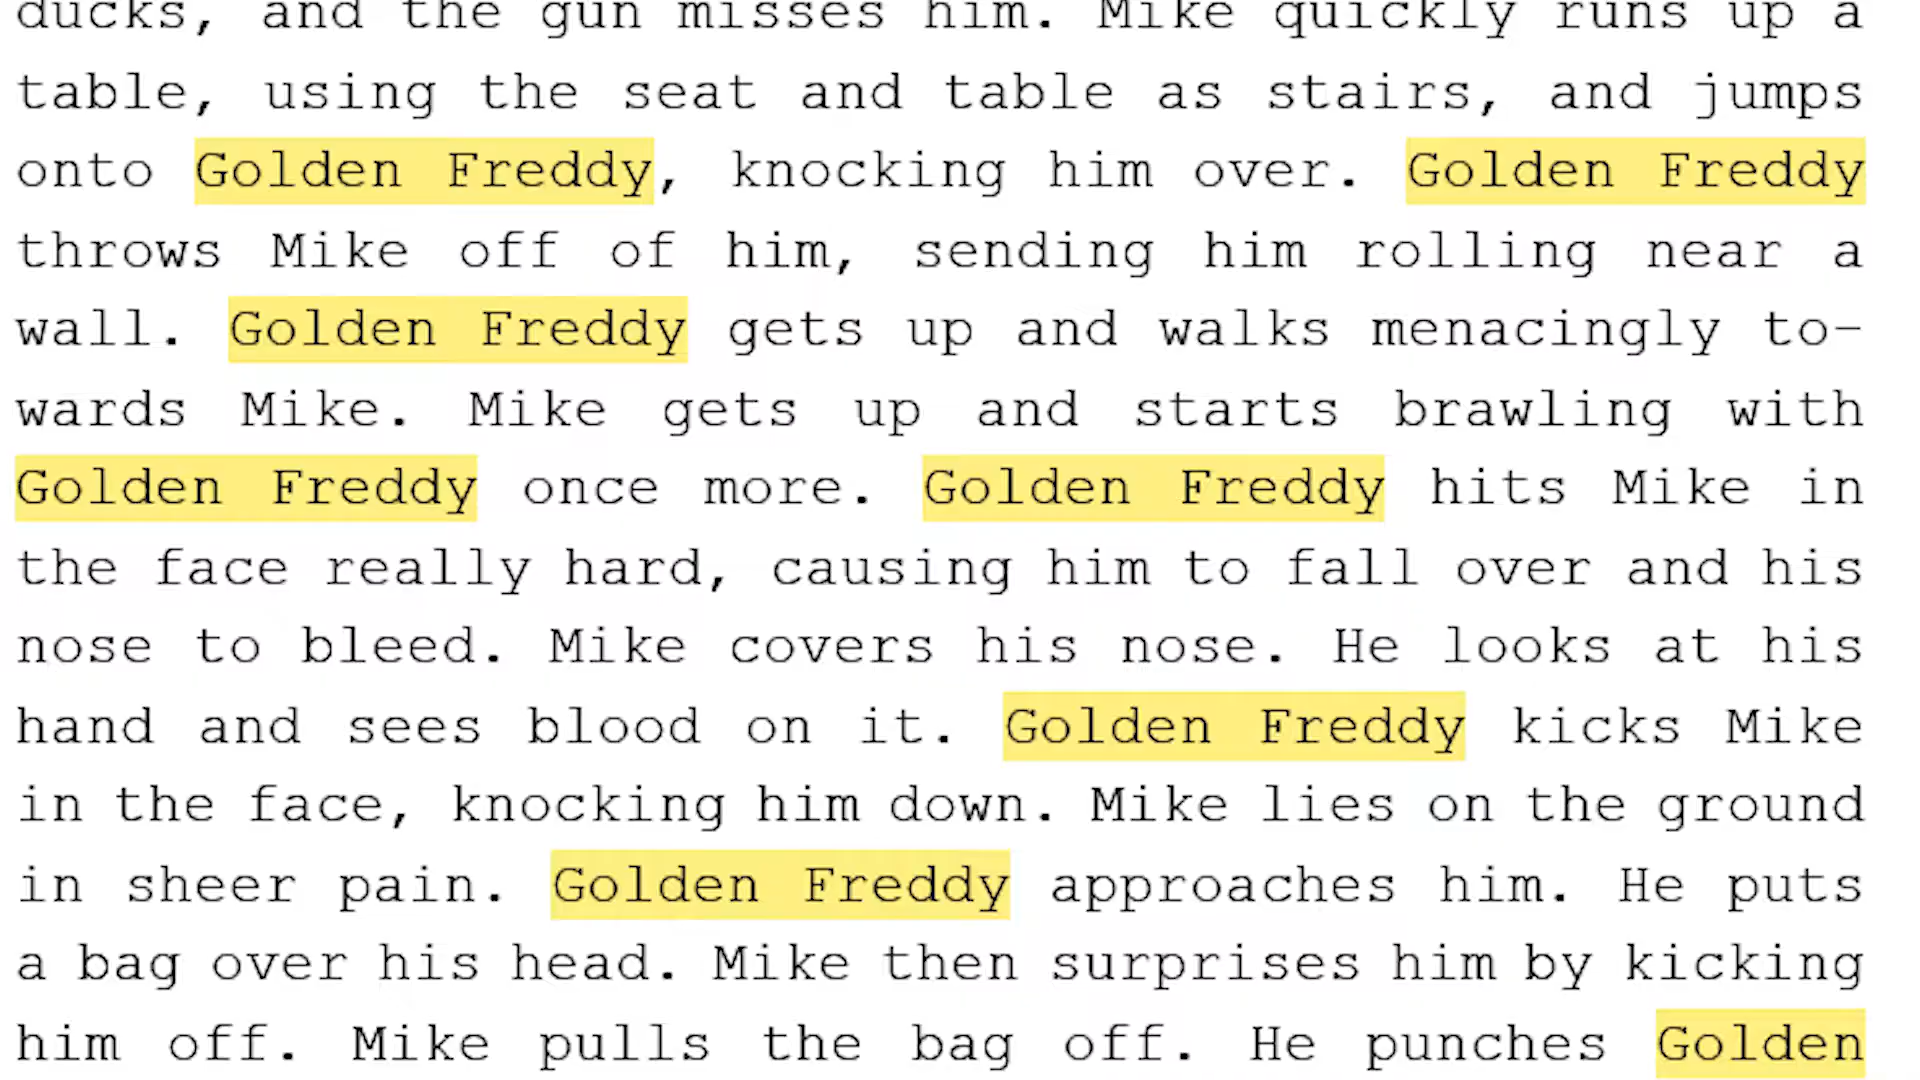 ducks, and the gun misses him. Mike quickly runs up a
table, using the seat and table as stairs, and jumps
onto Golden Freddy, knocking him over. Golden Freddy
throws Mike off of him, sending him rolling near a
wall. Golden Freddy gets up and walks menacingly to-
wards Mike. Mike gets up and starts brawling with
Golden Freddy once more. Golden Freddy hits Mike in
the face really hard, causing him to fall over and his
nose to bleed. Mike covers his nose. He looks at his
hand and sees blood on it. Golden Freddy kicks Mike
in the face, knocking him down. Mike lies on the ground
in sheer pain. Golden Freddy approaches him. He puts
a bag over his head. Mike then surprises him by kicking
him off. Mike pulls the bag off. He punches Golden